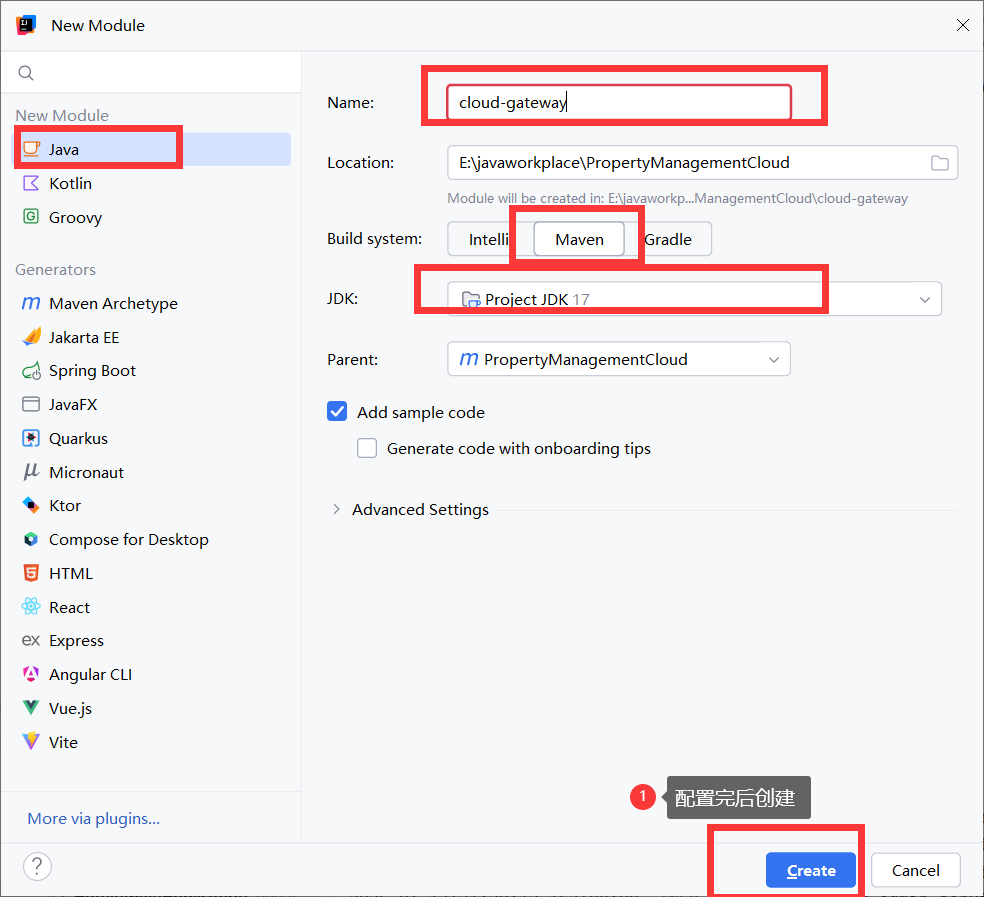 New Module
New Module
Java
Kotlin
Groovy
Generators
Maven Archetype
Jakarta EE
Spring Boot
JavaFX
Quarkus
Micronaut
Ktor
Compose for Desktop
HTML
React
ex Express
Angular CLI
Vue.js
Vite
More via plugins...
?
Name: cloud-gateway
Location: E:\javaworkplace\PropertyManagementCloud
Module will be created in: E:\javaworkp...ManagementCloud\cloud-gateway
Build system: Intelli Maven Gradle
JDK: Project JDK 17
Parent: m PropertyManagementCloud
Add sample code
Generate code with onboarding tips
Advanced Settings
1 配置完后创建
Create Cancel